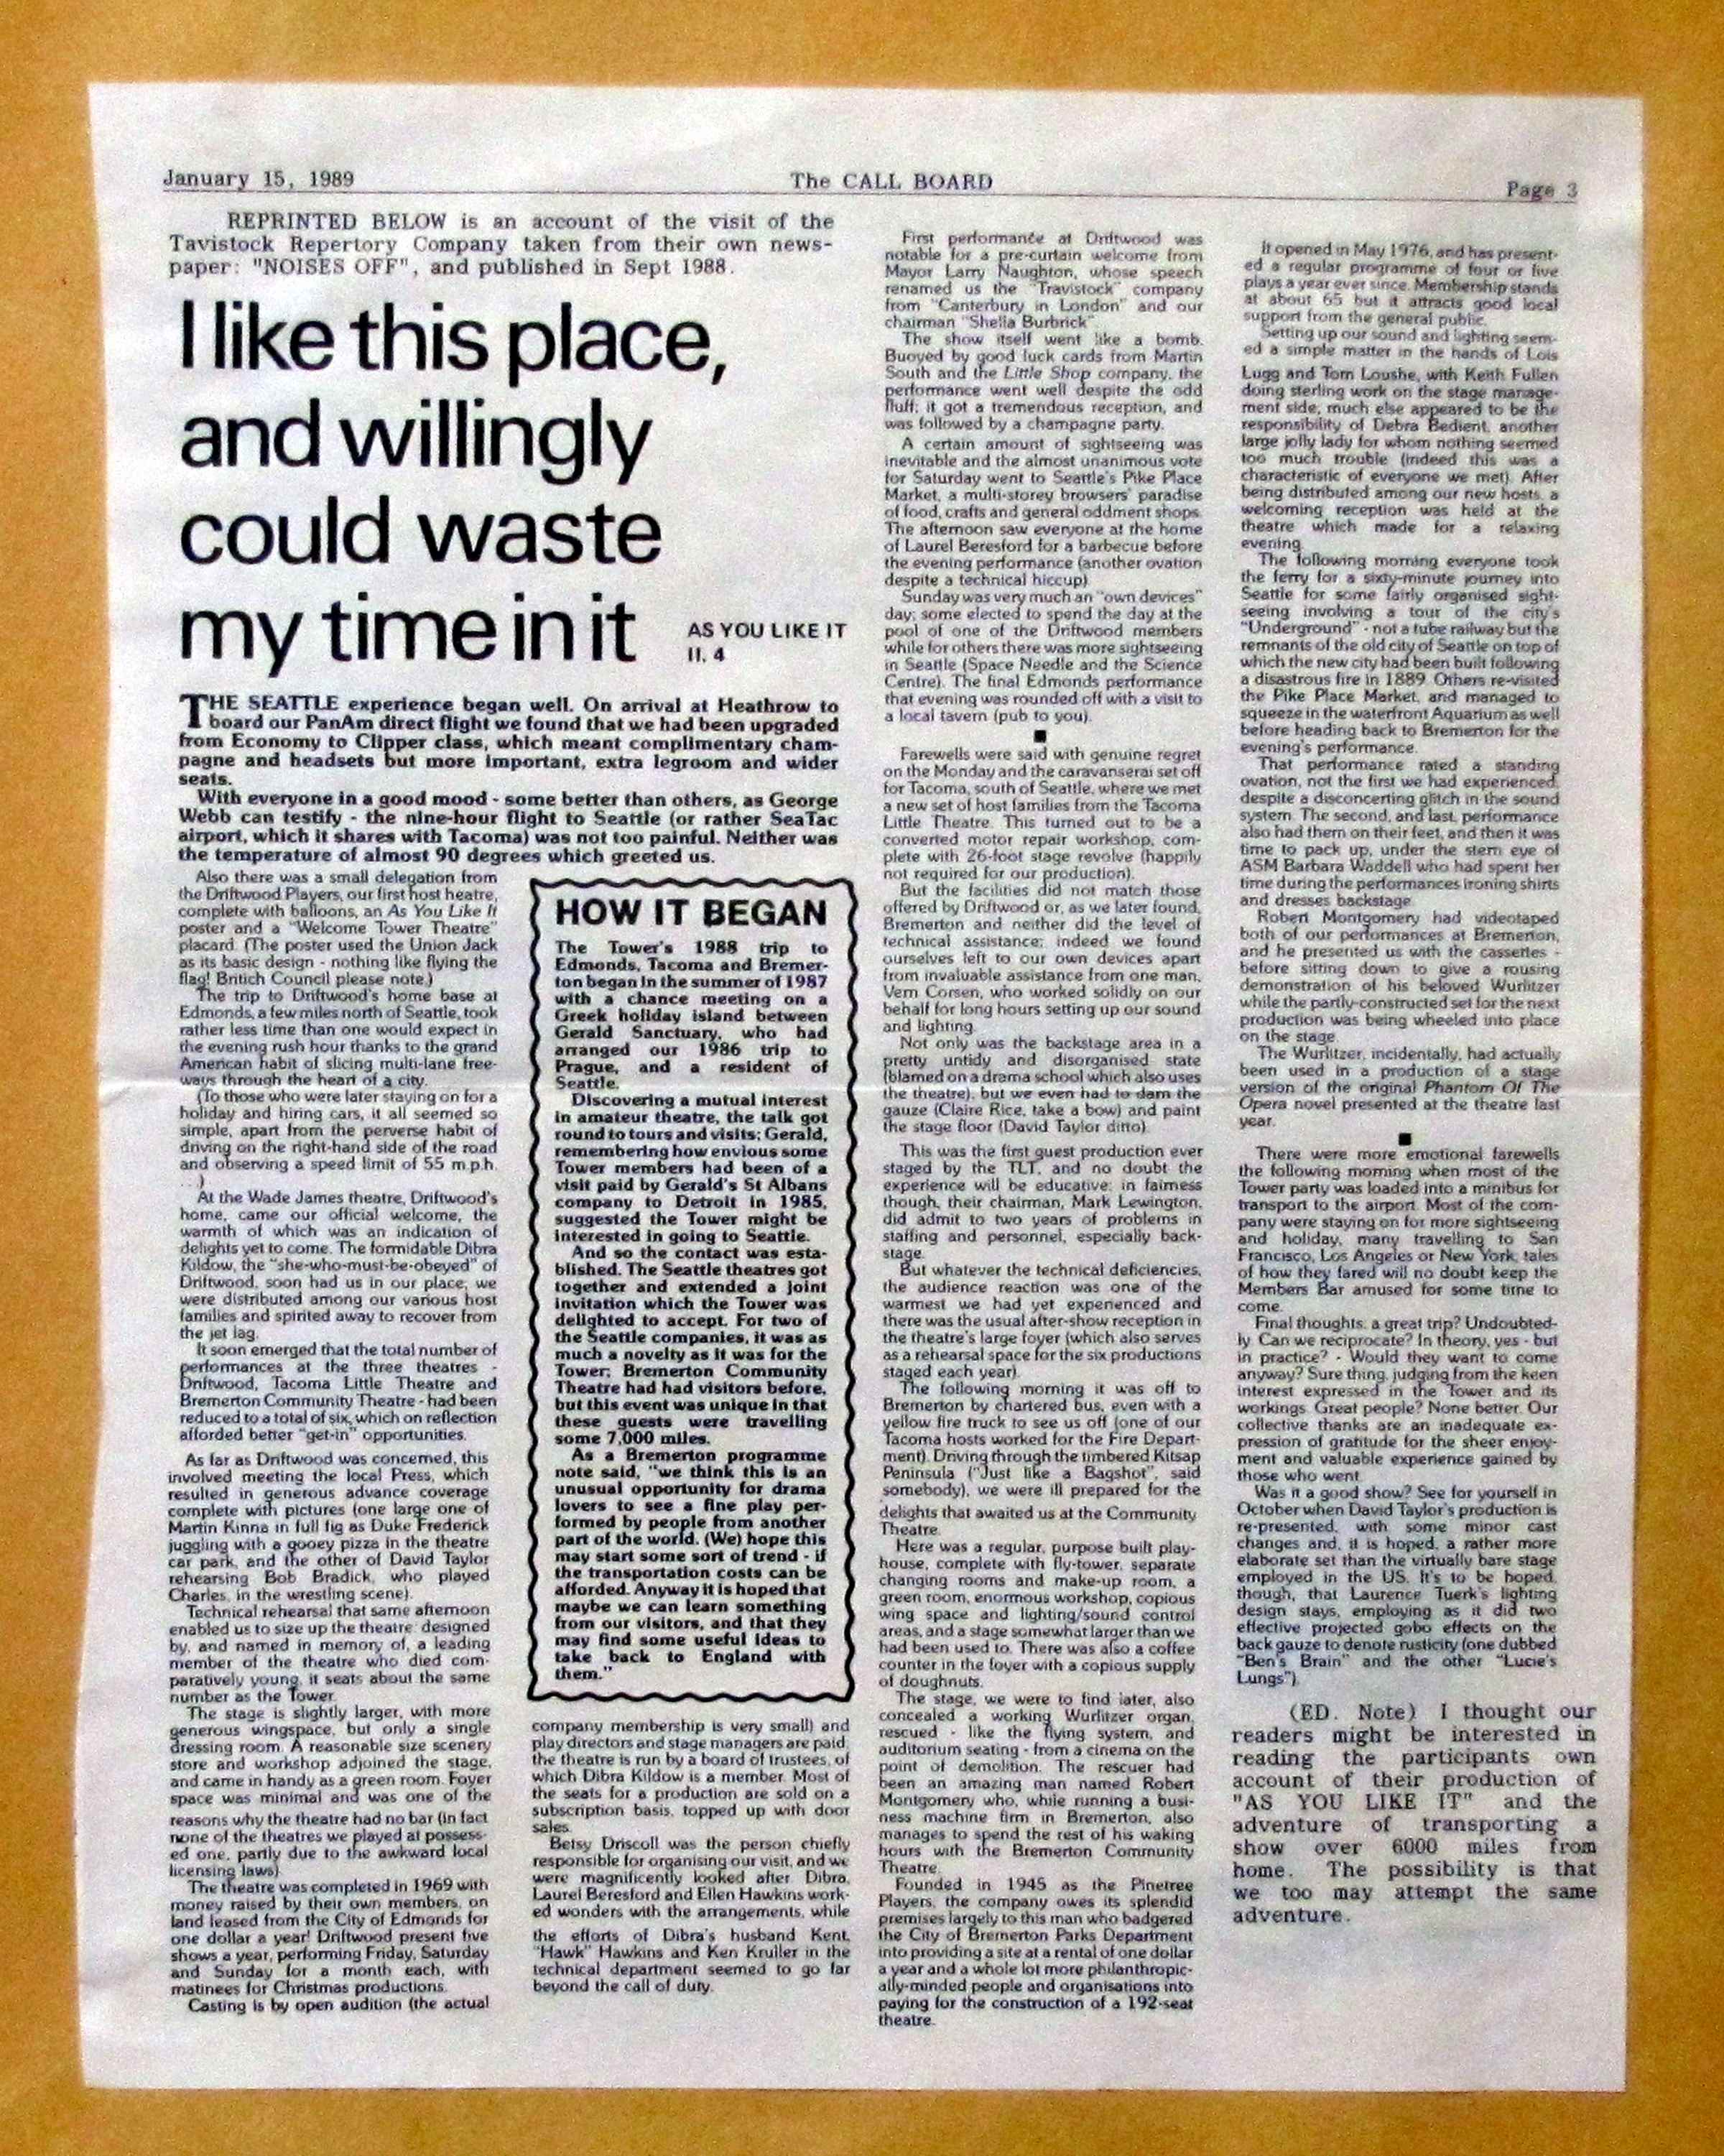 January 15, 1989
The CALL BOARD
Page 3
REPRINTED BELOW is an account of the visit of the
Tavistock Repertory Company taken from their own news-
paper: "NOISES OFF", and published in Sept 1988.
I like this place,
and willingly
could waste
my time in it
AS YOU LIKE IT
II. 4
THE SEATTLE experience began well. On arrival at Heathrow to
board our PanAm direct flight we found that we had been upgraded
from Economy to Clipper class, which meant complimentary cham-
pagne and headsets but more important, extra legroom and wider
seats.
With everyone in a good mood - some better than others, as George
Webb can testify - the nine-hour flight to Seattle (or rather SeaTac
airport, which it shares with Tacoma) was not too painful. Neither was
the temperature of almost 90 degrees which greeted us.
Also there was a small delegation from
the Driftwood Players, our first host heatre,
complete with balloons, an As You Like It
poster and a "Welcome Tower Theatre"
placard. (The poster used the Union Jack
as its basic design - nothing like flying the
flag! Britich Council please note.)
The trip to Driftwood's home base at
Edmonds, a few miles north of Seattle, took
rather less time than one would expect in
the evening rush hour thanks to the grand
American habit of slicing multi-lane free-
ways through the heart of a city.
(To those who were later staying on for a
holiday and hiring cars, it all seemed so
simple, apart from the perverse habit of
driving on the right-hand side of the road
and observing a speed limit of 55 m.p.h.
. . .)
At the Wade James theatre, Driftwood's
home, came our official welcome, the
warmth of which was an indication of
delights yet to come. The formidable Dibra
Kildow, the "she-who-must-be-obeyed" of
Driftwood, soon had us in our place; we
were distributed among our various host
families and spirited away to recover from
the jet lag.
It soon emerged that the total number of
performances at the three theatres -
Driftwood, Tacoma Little Theatre and
Bremerton Community Theatre - had been
reduced to a total of six, which on reflection
afforded better "get-in" opportunities.
As far as Driftwood was concerned, this
involved meeting the local Press, which
resulted in generous advance coverage
complete with pictures (one large one of
Martin Kinna in full fig as Duke Frederick
juggling with a gooey pizza in the theatre
car park, and the other of David Taylor
rehearsing Bob Bradick, who played
Charles, in the wrestling scene).
Technical rehearsal that same afternoon
enabled us to size up the theatre: designed
by, and named in memory of, a leading
member of the theatre who died com-
paratively young, it seats about the same
number as the Tower.
The stage is slightly larger, with more
generous wingspace, but only a single
dressing room. A reasonable size scenery
store and workshop adjoined the stage,
and came in handy as a green room. Foyer
space was minimal and was one of the
reasons why the theatre had no bar (in fact
none of the theatres we played at possess-
ed one, partly due to the awkward local
licensing laws).
The theatre was completed in 1969 with
money raised by their own members, on
land leased from the City of Edmonds for
one dollar a year! Driftwood present five
shows a year, performing Friday, Saturday
and Sunday for a month each, with
matinees for Christmas productions.
Casting is by open audition (the actual
HOW IT BEGAN
The Tower's 1988 trip to
Edmonds, Tacoma and Bremer-
ton began in the summer of 1987
with a chance meeting on a
Greek holiday island between
Gerald Sanctuary, who had
arranged our 1986 trip to
Prague, and a resident of
Seattle.
Discovering a mutual interest
in amateur theatre, the talk got
round to tours and visits; Gerald,
remembering how envious some
Tower members had been of a
visit paid by Gerald's St Albans
company to Detroit in 1985,
suggested the Tower might be
interested in going to Seattle.
And so the contact was esta-
blished. The Seattle theatres got
together and extended a joint
invitation which the Tower was
delighted to accept. For two of
the Seattle companies, it was as
much a novelty as it was for the
Tower; Bremerton Community
Theatre had had visitors before,
but this event was unique in that
these guests were travelling
some 7,000 miles.
As a Bremerton programme
note said, "we think this is an
unusual opportunity for drama
lovers to see a fine play per-
formed by people from another
part of the world. (We) hope this
may start some sort of trend - if
the transportation costs can be
afforded. Anyway it is hoped that
maybe we can learn something
from our visitors, and that they
may find some useful ideas to
take back to England with
them."
company membership is very small) and
play directors and stage managers are paid;
the theatre is run by a board of trustees, of
which Dibra Kildow is a member. Most of
the seats for a production are sold on a
subscription basis, topped up with door
sales.
Betsy Driscoll was the person chiefly
responsible for organising our visit, and we
were magnificently looked after. Dibra,
Laurel Beresford and Ellen Hawkins work-
ed wonders with the arrangements, while
the efforts of Dibra's husband Kent,
"Hawk" Hawkins and Ken Kruller in the
technical department seemed to go far
beyond the call of duty.
First performance at Driftwood was
notable for a pre-curtain welcome from
Mayor Larry Naughton, whose speech
renamed us the "Travistock" company
from "Canterbury in London" and our
chairman "Shella Burbrick".
The show itself went like a bomb.
Buoyed by good luck cards from Martin
South and the Little Shop company, the
performance went well despite the odd
fluff; it got a tremendous reception, and
was followed by a champagne party.
A certain amount of sightseeing was
inevitable and the almost unanimous vote
for Saturday went to Seattle's Pike Place
Market, a multi-storey browsers' paradise
of food, crafts and general oddment shops.
The afternoon saw everyone at the home
of Laurel Beresford for a barbecue before
the evening performance (another ovation
despite a technical hiccup).
Sunday was very much an "own devices"
day; some elected to spend the day at the
pool of one of the Driftwood members
while for others there was more sightseeing
in Seattle (Space Needle and the Science
Centre). The final Edmonds performance
that evening was rounded off with a visit to
a local tavern (pub to you).
Farewells were said with genuine regret
on the Monday and the caravanserai set off
for Tacoma, south of Seattle, where we met
a new set of host families from the Tacoma
Little Theatre. This turned out to be a
converted motor repair workshop, com-
plete with 26-foot stage revolve (happily
not required for our production).
But the facilities did not match those
offered by Driftwood or, as we later found,
Bremerton and neither did the level of
technical assistance; indeed we found
ourselves left to our own devices apart
from invaluable assistance from one man,
Vern Corsen, who worked solidly on our
behalf for long hours setting up our sound
and lighting.
Not only was the backstage area in a
pretty untidy and disorganised state
(blamed on a drama school which also uses
the theatre), but we even had to darn the
gauze (Claire Rice, take a bow) and paint
the stage floor (David Taylor ditto).
This was the first guest production ever
staged by the TLT, and no doubt the
experience will be educative; in fairness
though, their chairman, Mark Lewington,
did admit to two years of problems in
staffing and personnel, especially back-
stage.
But whatever the technical deficiencies,
the audience reaction was one of the
warmest we had yet experienced and
there was the usual after-show reception in
the theatre's large foyer (which also serves
as a rehearsal space for the six productions
staged each year).
The following morning it was off to
Bremerton by chartered bus, even with a
yellow fire truck to see us off (one of our
Tacoma hosts worked for the Fire Depart-
ment). Driving through the timbered Kitsap
Peninsula ("Just like a Bagshot", said
somebody), we were ill prepared for the
delights that awaited us at the Community
Theatre.
Here was a regular, purpose built play-
house, complete with fly-tower, separate
changing rooms and make-up room, a
green room, enormous workshop, copious
wing space and lighting/sound control
areas, and a stage somewhat larger than we
had been used to. There was also a coffee
counter in the foyer with a copious supply
of doughnuts.
The stage, we were to find later, also
concealed a working Wurlitzer organ,
rescued - like the flying system, and
auditorium seating - from a cinema on the
point of demolition. The rescuer had
been an amazing man named Robert
Montgomery who, while running a busi-
ness machine firm in Bremerton, also
manages to spend the rest of his waking
hours with the Bremerton Community
Theatre.
Founded in 1945 as the Pinetree
Players, the company owes its splendid
premises largely to this man who badgered
the City of Bremerton Parks Department
into providing a site at a rental of one dollar
a year and a whole lot more philanthropic-
ally-minded people and organisations into
paying for the construction of a 192-seat
theatre.
It opened in May 1976, and has present-
ed a regular programme of four or five
plays a year ever since. Membership stands
at about 65 but it attracts good local
support from the general public.
Setting up our sound and lighting seem-
ed a simple matter in the hands of Lois
Lugg and Tom Loushe, with Keith Fullen
doing sterling work on the stage manage-
ment side; much else appeared to be the
responsibility of Debra Bedient, another
large jolly lady for whom nothing seemed
too much trouble (indeed this was a
characteristic of everyone we met). After
being distributed among our new hosts, a
welcoming reception was held at the
theatre which made for a relaxing
evening.
The following morning everyone took
the ferry for a sixty-minute journey into
Seattle for some fairly organised sight-
seeing involving a tour of the city's
"Underground" - not a tube railway but the
remnants of the old city of Seattle on top of
which the new city had been built following
a disastrous fire in 1889. Others re-visited
the Pike Place Market, and managed to
squeeze in the waterfront Aquarium as well
before heading back to Bremerton for the
evening's performance.
That performance rated a standing
ovation, not the first we had experienced,
despite a disconcerting glitch in the sound
system. The second, and last, performance
also had them on their feet, and then it was
time to pack up, under the stern eye of
ASM Barbara Waddell who had spent her
time during the performances ironing shirts
and dresses backstage.
Robert Montgomery had videotaped
both of our performances at Bremerton,
and he presented us with the cassettes -
before sitting down to give a rousing
demonstration of his beloved Wurlitzer
while the partly-constructed set for the next
production was being wheeled into place
on the stage.
The Wurlitzer, incidentally, had actually
been used in a production of a stage
version of the original Phantom Of The
Opera novel presented at the theatre last
year.
There were more emotional farewells
the following morning when most of the
Tower party was loaded into a minibus for
transport to the airport. Most of the com-
pany were staying on for more sightseeing
and holiday, many travelling to San
Francisco, Los Angeles or New York; tales
of how they fared will no doubt keep the
Members Bar amused for some time to
come.
Final thoughts: a great trip? Undoubted-
ly. Can we reciprocate? In theory, yes - but
in practice? - Would they want to come
anyway? Sure thing, judging from the keen
interest expressed in the Tower and its
workings. Great people? None better. Our
collective thanks are an inadequate ex-
pression of gratitude for the sheer enjoy-
ment and valuable experience gained by
those who went.
Was it a good show? See for yourself in
October when David Taylor's production is
re-presented, with some minor cast
changes and, it is hoped, a rather more
elaborate set than the virtually bare stage
employed in the US. It's to be hoped,
though, that Laurence Tuerk's lighting
design stays, employing as it did two
effective projected gobo effects on the
back gauze to denote rusticity (one dubbed
"Ben's Brain" and the other "Lucie's
Lungs").
(ED. Note) I thought our
readers might be interested in
reading the participants own
account of their production of
"AS YOU LIKE IT" and the
adventure of transporting a
show over 6000 miles from
home. The possibility is that
we too may attempt the same
adventure.